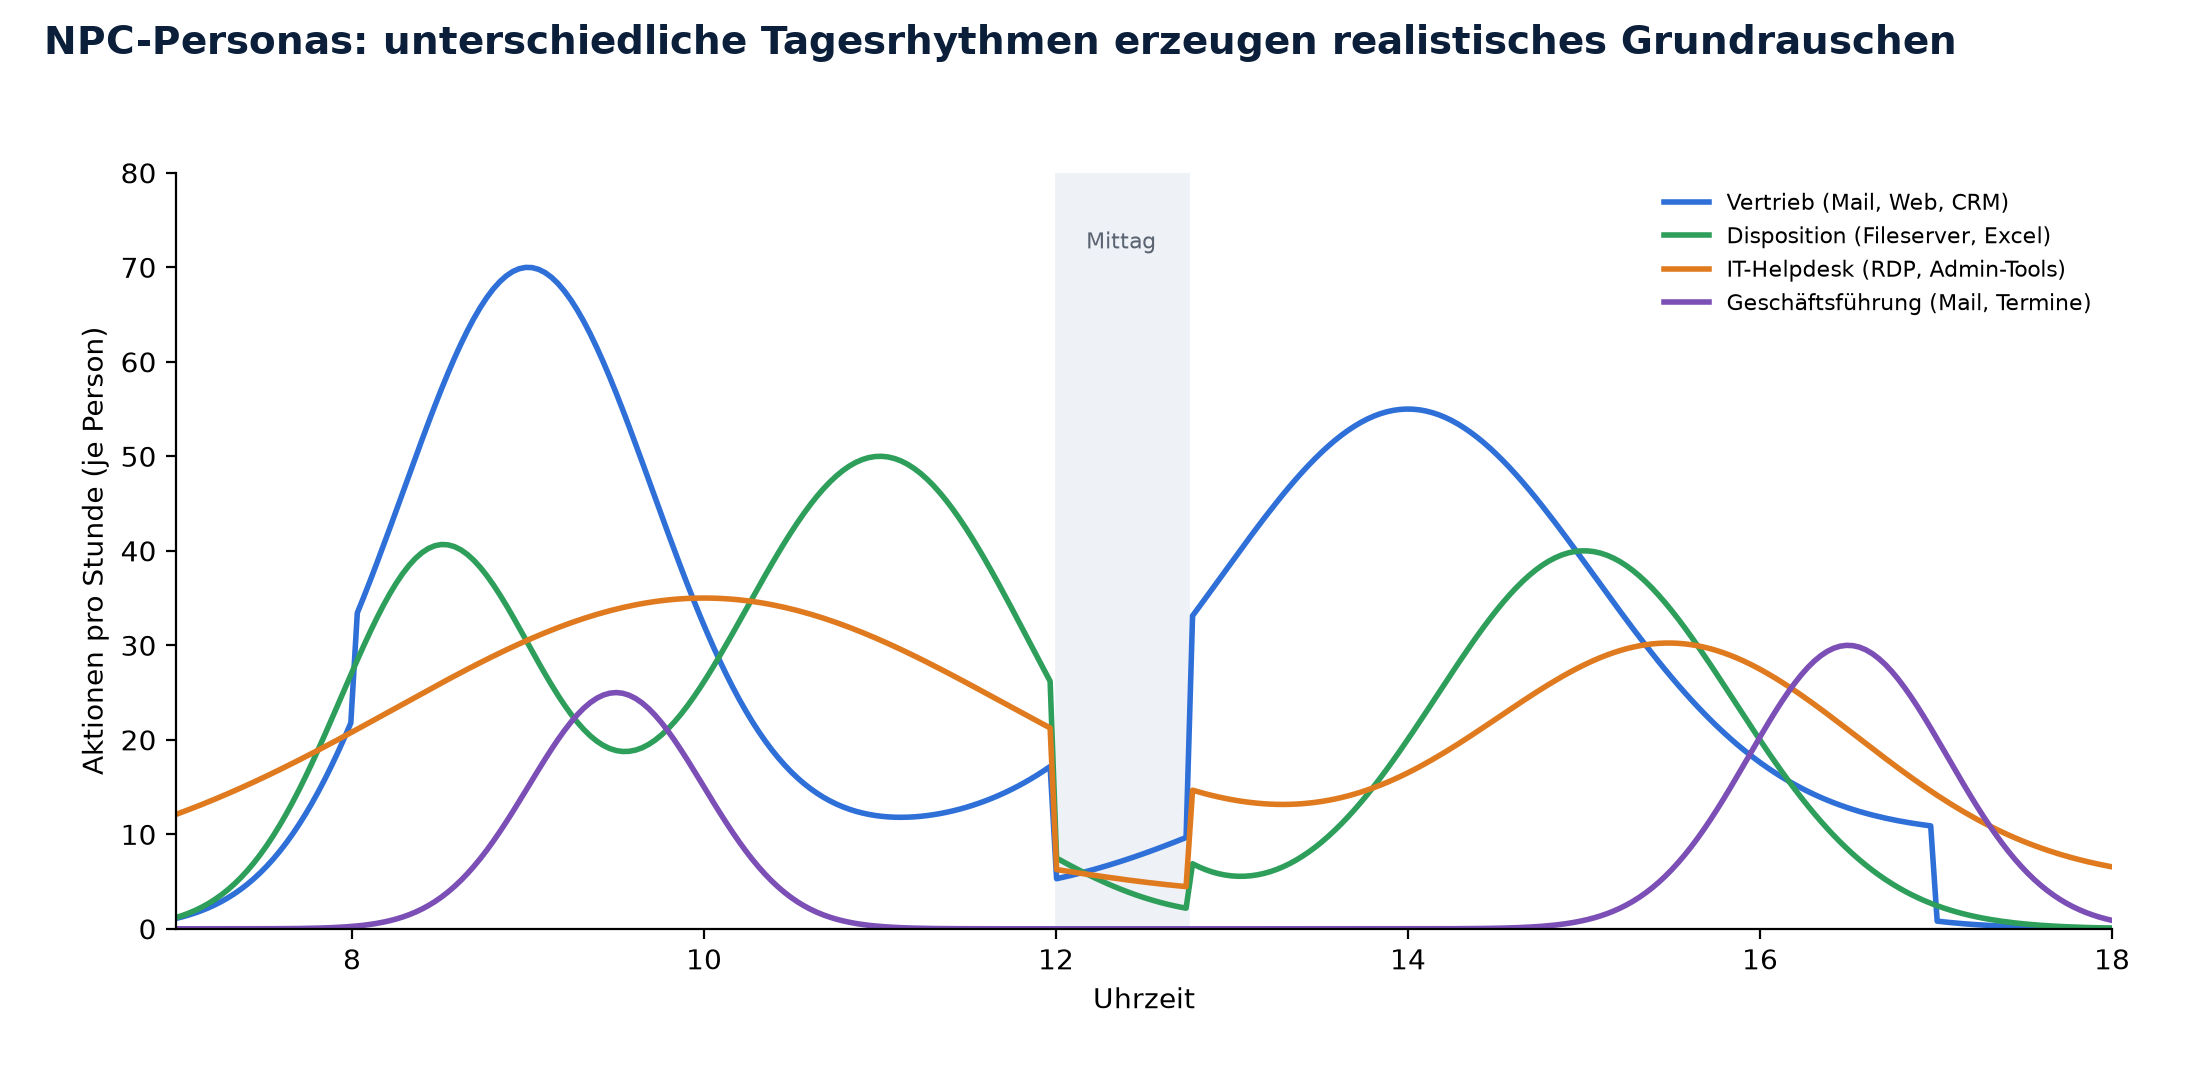 NPC-Personas: unterschiedliche Tagesrhythmen erzeugen realistisches Grundrauschen
80
70
60
50
40
30
20
10
0
Aktionen pro Stunde (je Person)
Mittag
Vertrieb (Mail, Web, CRM)
Disposition (Fileserver, Excel)
IT-Helpdesk (RDP, Admin-Tools)
Geschäftsführung (Mail, Termine)
8 10 12 14 16 18
Uhrzeit